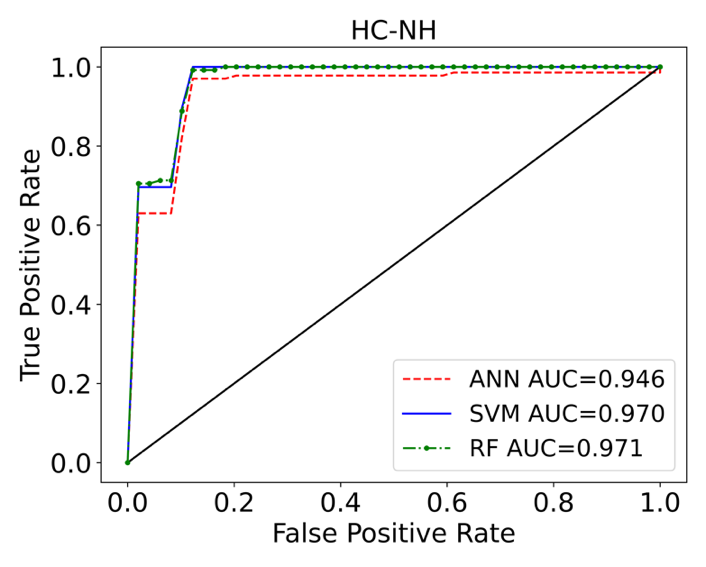 HC-NH
1.0
0.8
0.6
0.4
0.2
0.0
True Positive Rate
ANN AUC=0.946
SVM AUC=0.970
RF AUC=0.971
0.0 0.2 0.4 0.6 0.8 1.0
False Positive Rate